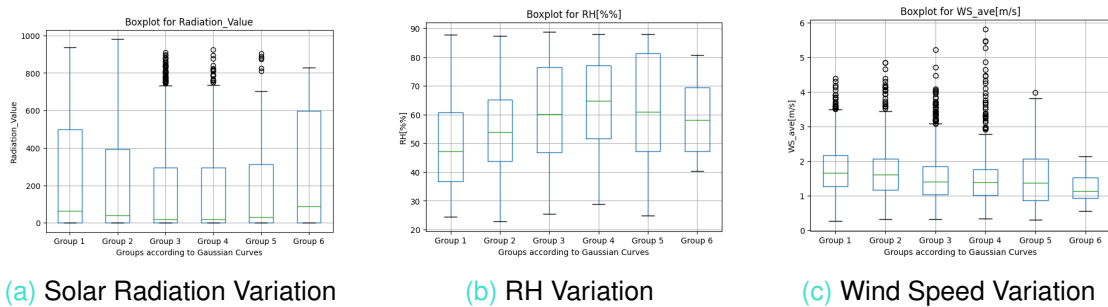 Boxplot for Radiation_Value
1000
800
600
400
200
0
Radiation_Value
Group 1 Group 2 Group 3 Group 4 Group 5 Group 6
Groups according to Gaussian Curves
(a) Solar Radiation Variation
Boxplot for RH[%%]
90
80
70
60
50
40
30
20
RH[%%]
Group 1 Group 2 Group 3 Group 4 Group 5 Group 6
Groups according to Gaussian Curves
(b) RH Variation
Boxplot for WS_ave[m/s]
6
5
4
3
2
1
0
WS_ave[m/s]
Group 1 Group 2 Group 3 Group 4 Group 5 Group 6
Groups according to Gaussian Curves
(c) Wind Speed Variation